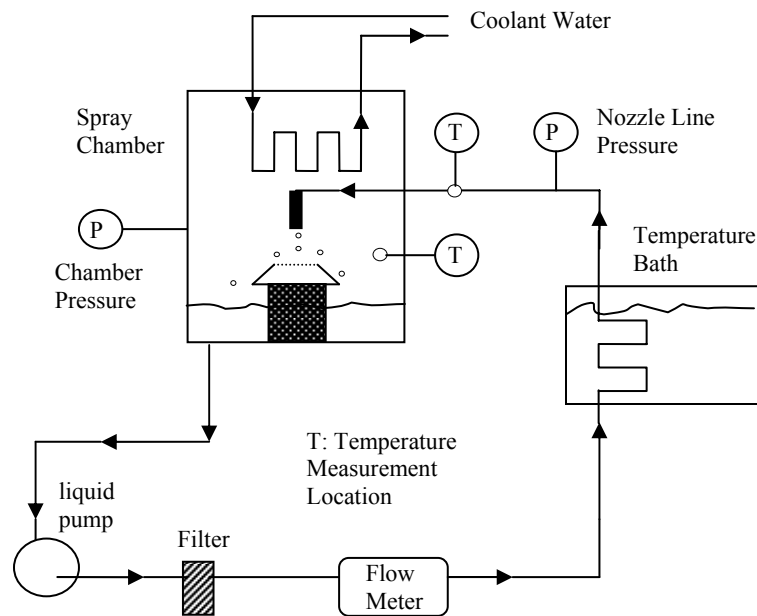 Coolant Water
Spray
Chamber
T
P
Nozzle Line
Pressure
P
Chamber
Pressure
T
Temperature
Bath
T: Temperature
Measurement
Location
liquid
pump
Filter
Flow
Meter